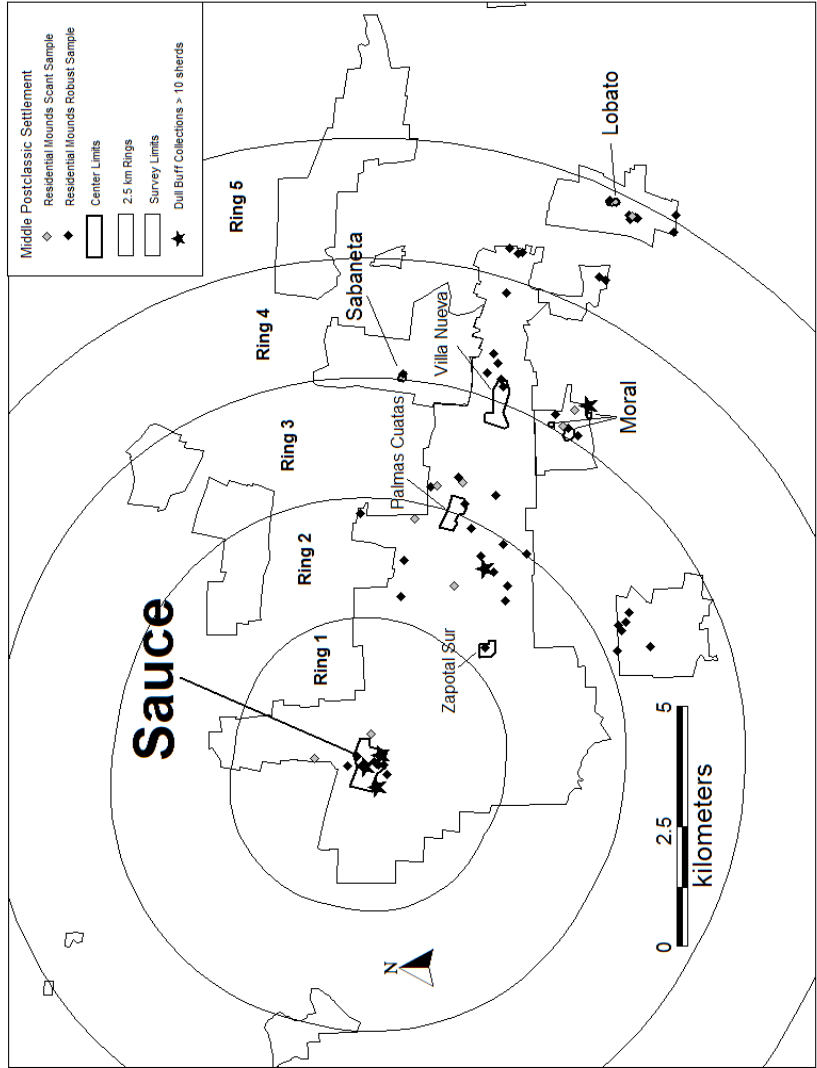 Middle Postclassic Settlement
Residential Mounds Scant Sample
Residential Mounds Robust Sample
Center Limits
2.5 km Rings
Survey Limits
Dull Buff Collections > 10 sherds
Ring 5
Ring 4
Ring 3
Ring 2
Ring 1
Sauce
Lobato
Sabaneta
Villa Nueva
Palmas Cuatas
Moral
Zapotal Sur
N
0 2.5 5
kilometers